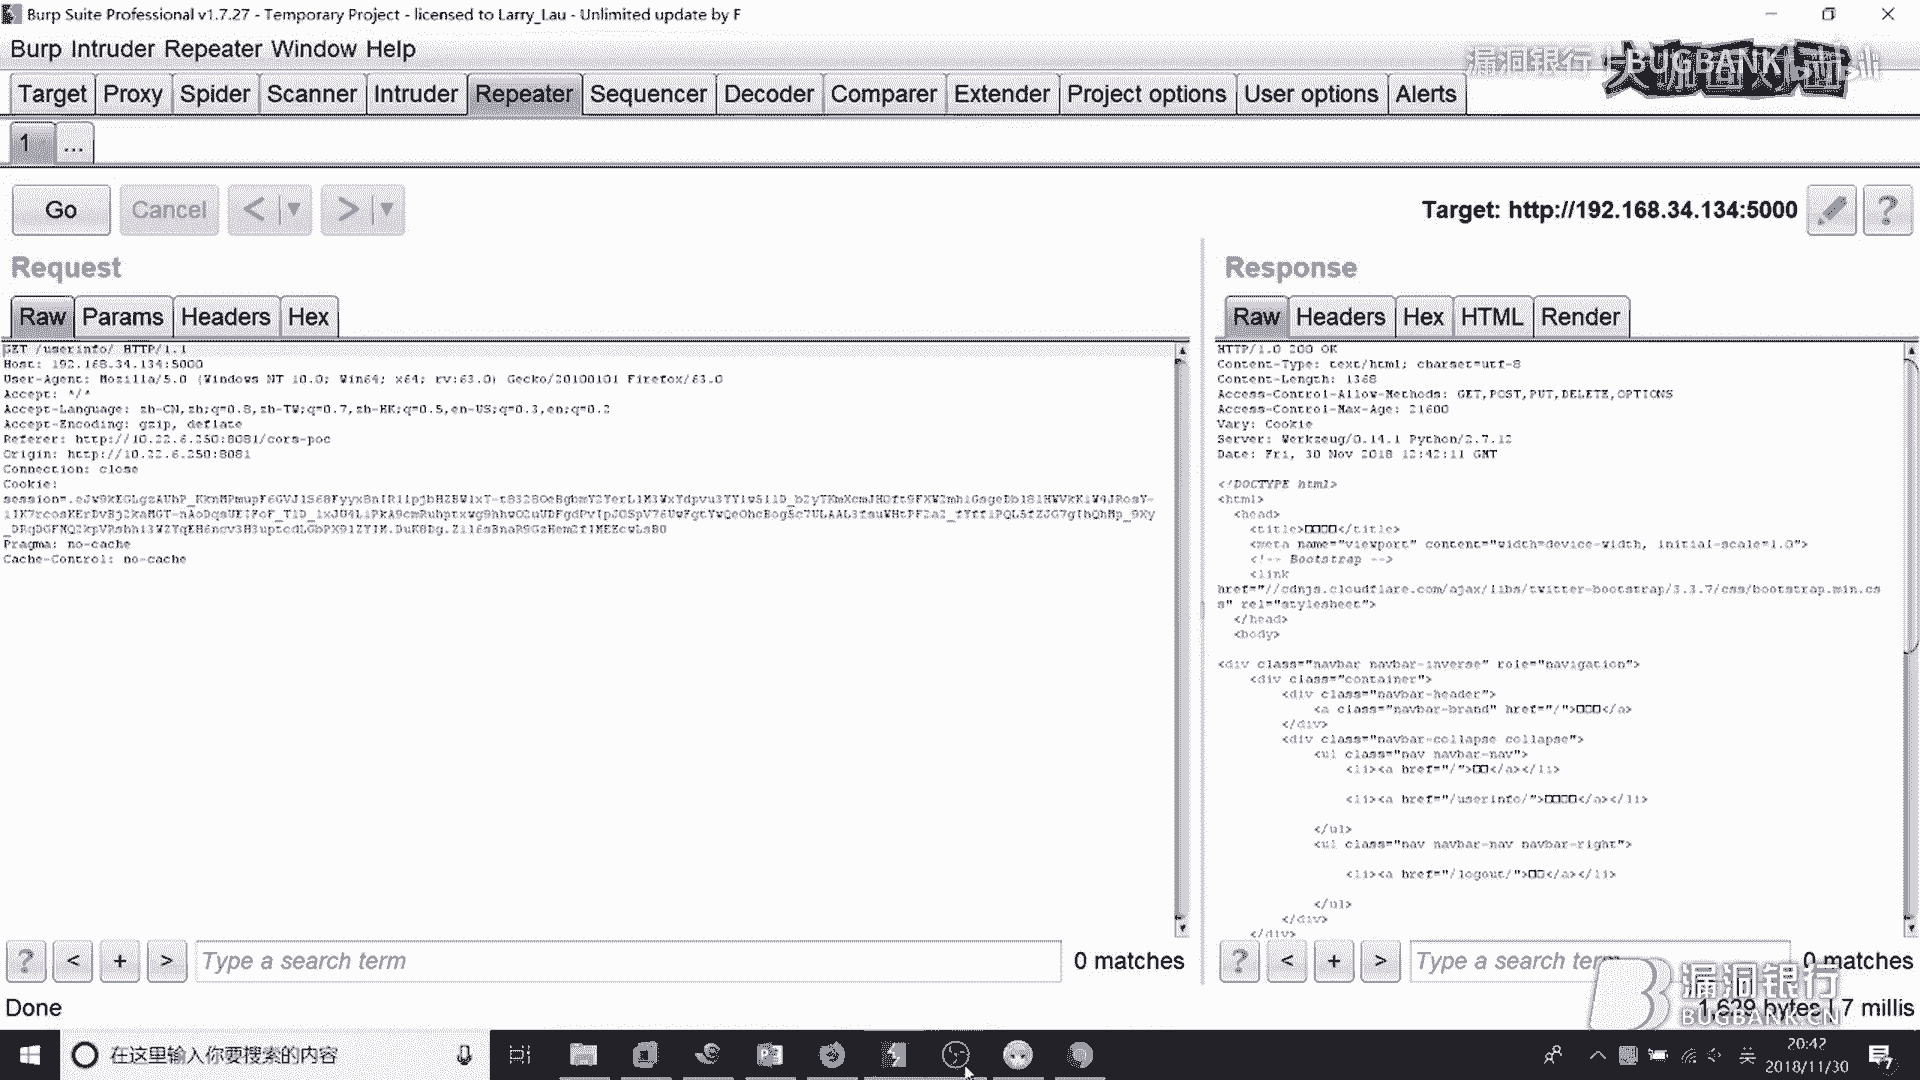 Burp Suite Professional v1.7.27 - Temporary Project - licensed to Larry_Lau - Unlimited update by F
Burp Intruder Repeater Window Help
漏洞银行 BUGBANK
Target Proxy Spider Scanner Intruder Repeater Sequencer Decoder Comparer Extender Project options User options Alerts
1 ...
Go Cancel < > Target: http://192.168.34.134:5000 ?
Request
Raw Params Headers Hex
GET /userinfo/ HTTP/1.1
Host: 192.168.34.134:5000
User-Agent: Mozilla/5.0 (Windows NT 10.0; Win64; x64; rv:63.0) Gecko/20100101 Firefox/63.0
Accept: */*
Accept-Language: zh-CN,zh;q=0.8,zh-TW;q=0.7,zh-HK;q=0.5,en-US;q=0.3,en;q=0.2
Accept-Encoding: gzip, deflate
Referer: http://10.22.6.250:8081/cors-poc
Origin: http://10.22.6.250:8081
Connection: close
Cookie:
Pragma: no-cache
Cache-Control: no-cache
? < + > Type a search term 0 matches
Response
Raw Headers Hex HTML Render
HTTP/1.0 200 OK
Content-Type: text/html; charset=utf-8
Content-Length: 1368
Access-Control-Allow-Methods: GET,POST,PUT,DELETE,OPTIONS
Access-Control-Max-Age: 21600
Vary: Cookie
Server: Werkzeug/0.14.1 Python/2.7.12
Date: Fri, 30 Nov 2018 12:42:11 GMT
<!DOCTYPE html>
<html>
<head>
<title>□□□□</title>
<meta name="viewport" content="width=device-width, initial-scale=1.0">
<!-- Bootstrap -->
<link
href="//cdnjs.cloudflare.com/ajax/libs/twitter-bootstrap/3.3.7/css/bootstrap.min.cs
s" rel="stylesheet">
</head>
<body>
<div class="navbar navbar-inverse" role="navigation">
<div class="container">
<div class="navbar-header">
<a class="navbar-brand" href="/">□□□</a>
</div>
<div class="navbar-collapse collapse">
<ul class="nav navbar-nav">
<li><a href="/">□□</a></li>
<li><a href="/userinfo/">□□□□</a></li>
</ul>
<ul class="nav navbar-nav navbar-right">
<li><a href="/logout/">□□</a></li>
</ul>
</div>
</div>
? < + > Type a search term 0 matches
Done
1,629 bytes | 7 millis
漏洞银行
BUGBANK.CN
在这里输入你要搜索的内容
英
20:42
2018/11/30